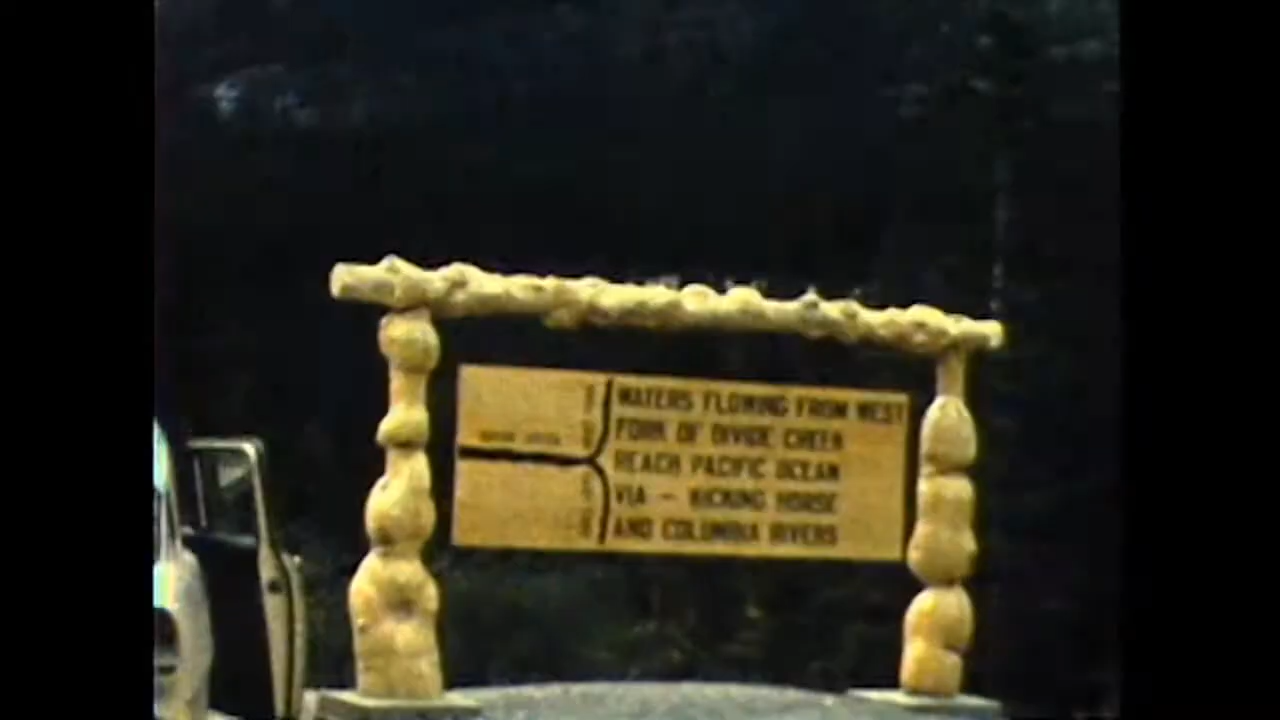 WATERS FLOWING FROM WEST
FORK OF DIVIDE CREEK
REACH PACIFIC OCEAN
VIA - KICKING HORSE
AND COLUMBIA RIVERS